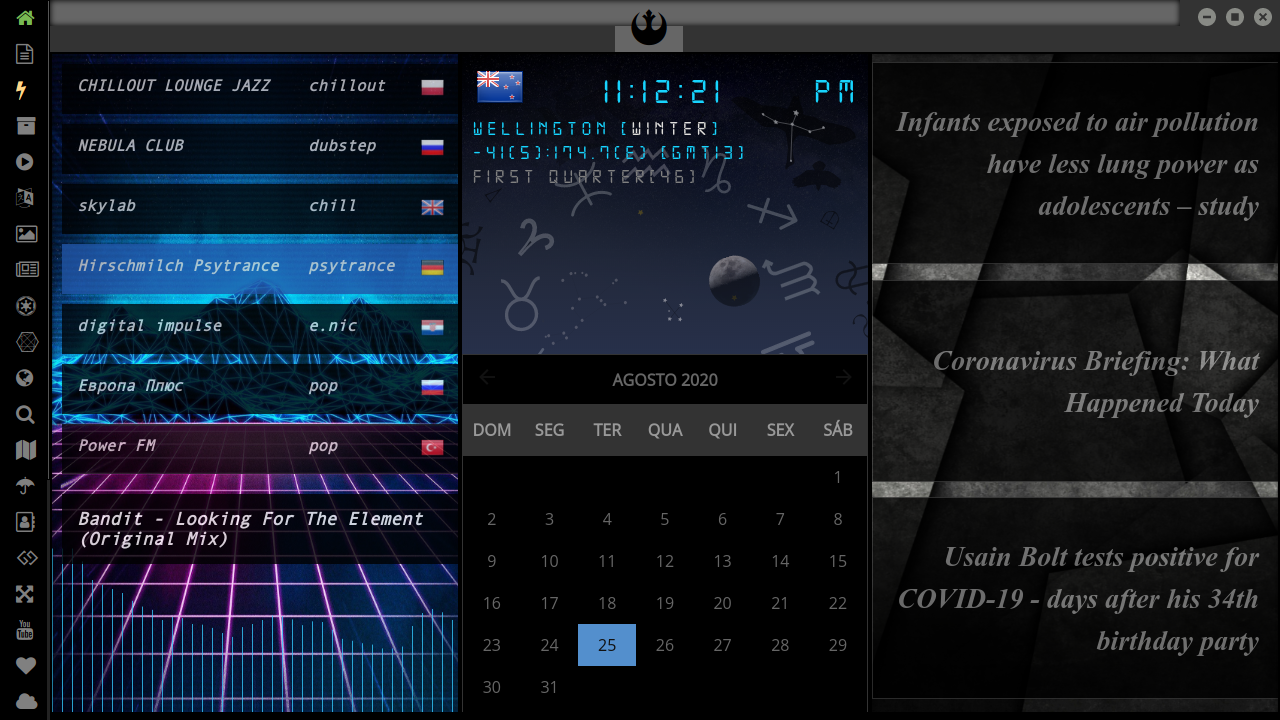 CHILLOUT LOUNGE JAZZ chillout
NEBULA CLUB dubstep
skylab chill
Hirschmilch Psytrance psytrance
digital impulse e.nic
Европа Плюс pop
Power FM pop
Bandit - Looking For The Element
(Original Mix)
11:12:21 PM
WELLINGTON [WINTER]
-41(S):174.7(E) [GMT13]
FIRST QUARTER[46]
AGOSTO 2020
DOM SEG TER QUA QUI SEX SÁB
1
2 3 4 5 6 7 8
9 10 11 12 13 14 15
16 17 18 19 20 21 22
23 24 25 26 27 28 29
30 31
Infants exposed to air pollution
have less lung power as
adolescents – study
Coronavirus Briefing: What
Happened Today
Usain Bolt tests positive for
COVID-19 - days after his 34th
birthday party
You
Tube